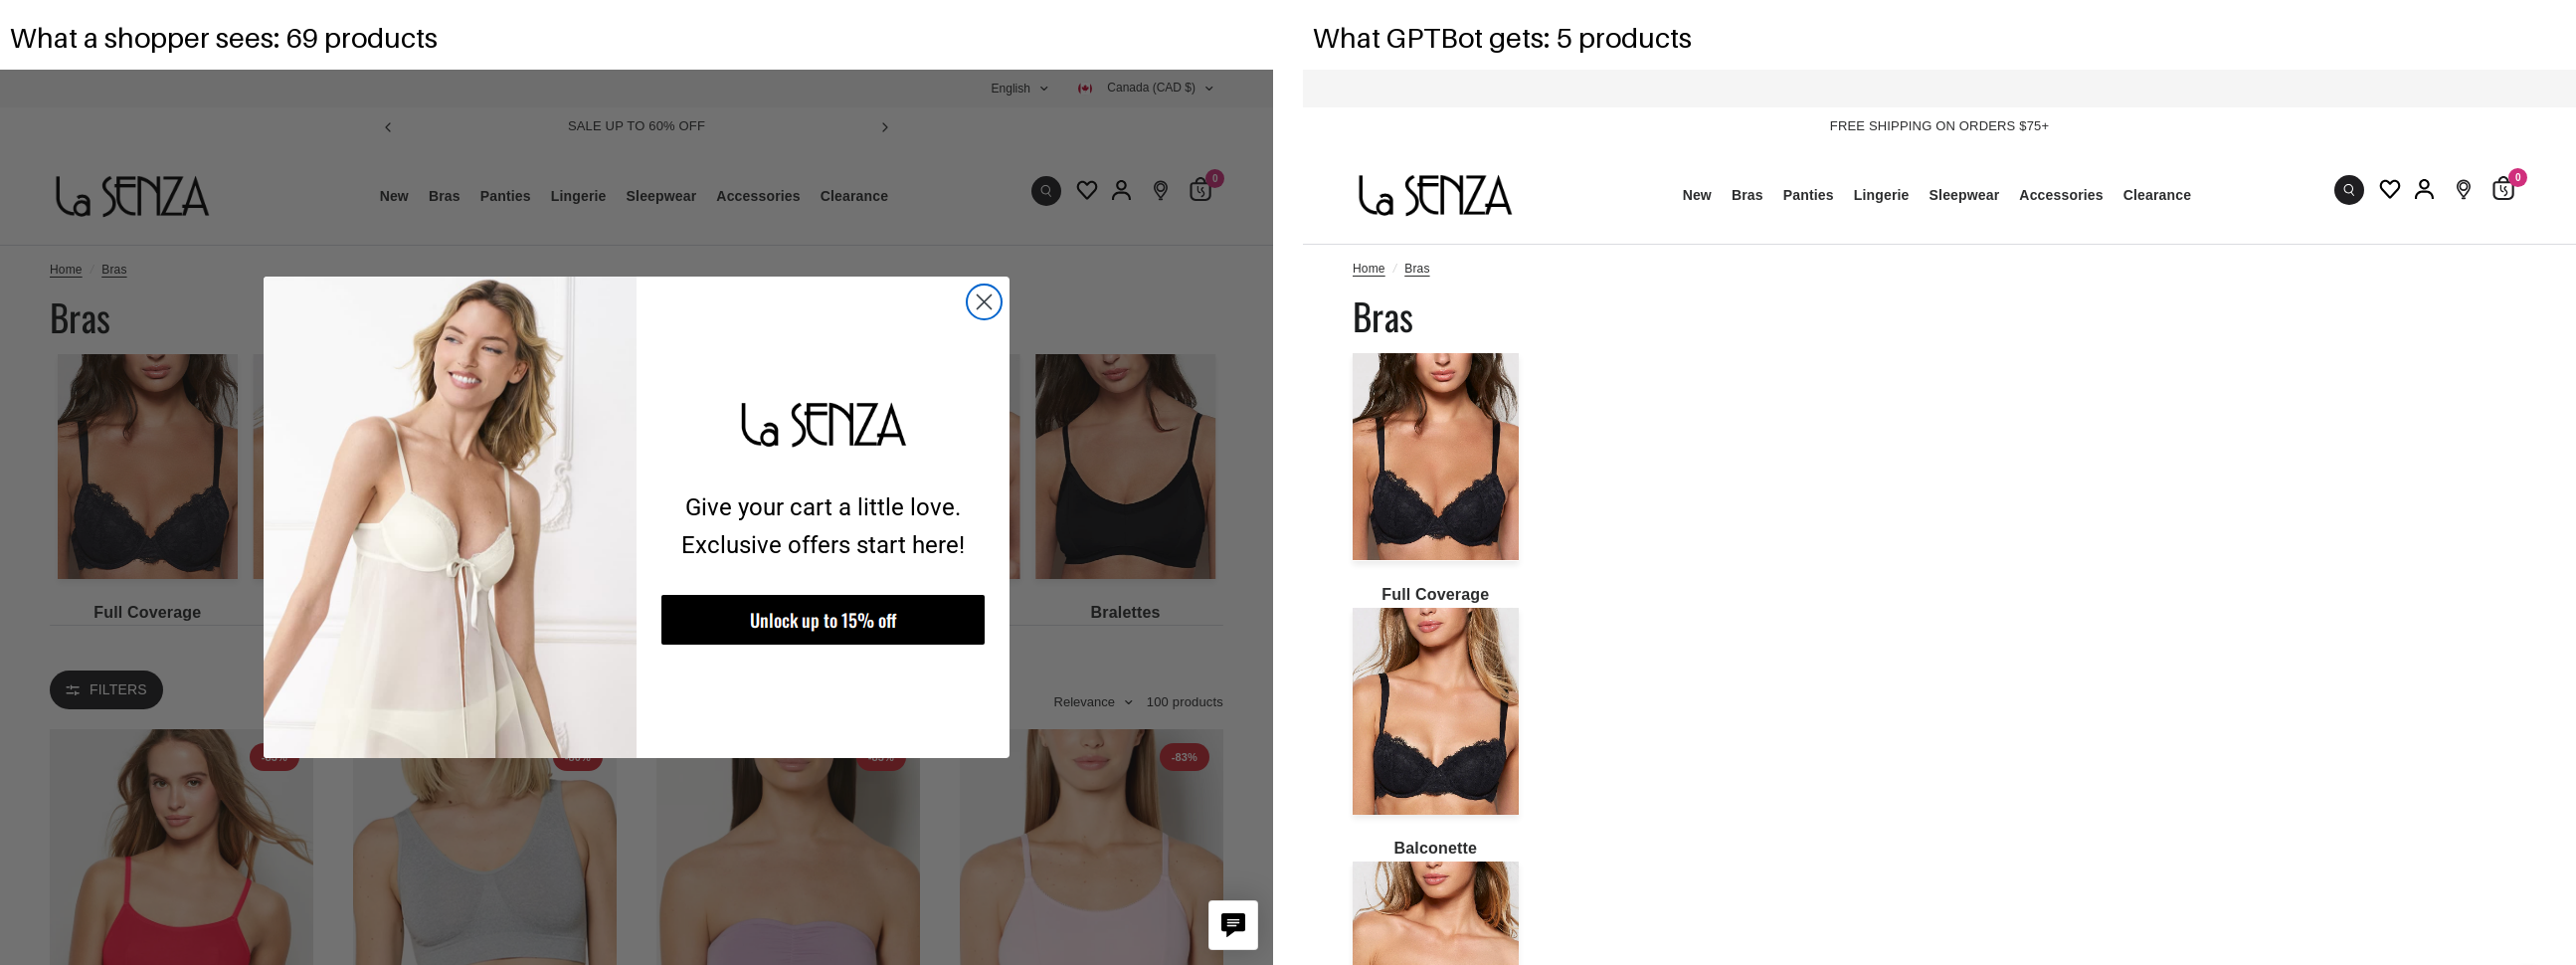 What a shopper sees: 69 products
English
Canada (CAD $)
SALE UP TO 60% OFF
La SENZA
New Bras Panties Lingerie Sleepwear Accessories Clearance
0
Home / Bras
Bras
La SENZA
Give your cart a little love.
Exclusive offers start here!
Unlock up to 15% off
Full Coverage
Bralettes
FILTERS
Relevance
100 products
-83%
What GPTBot gets: 5 products
FREE SHIPPING ON ORDERS $75+
La SENZA
New Bras Panties Lingerie Sleepwear Accessories Clearance
0
Home / Bras
Bras
Full Coverage
Balconette